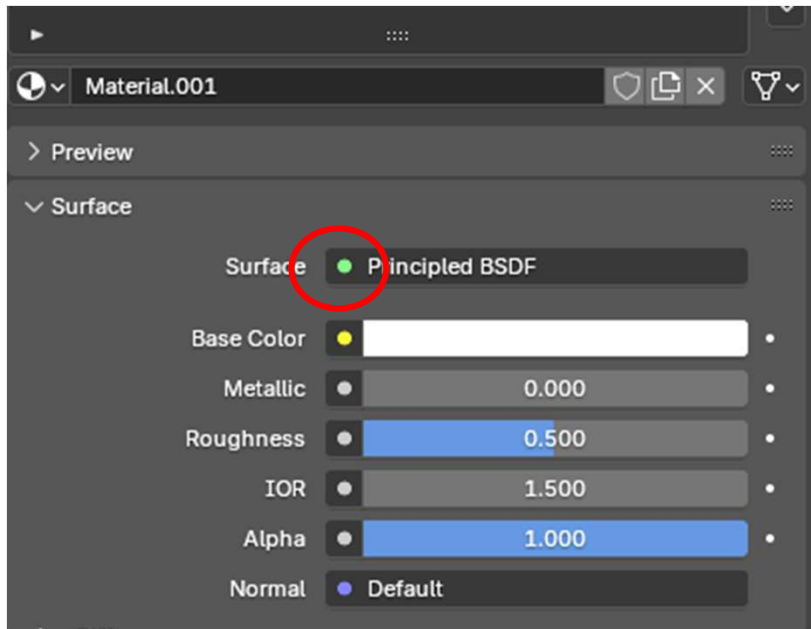 Material.001
Preview
Surface
Surface Principled BSDF
Base Color
Metallic 0.000
Roughness 0.500
IOR 1.500
Alpha 1.000
Normal Default